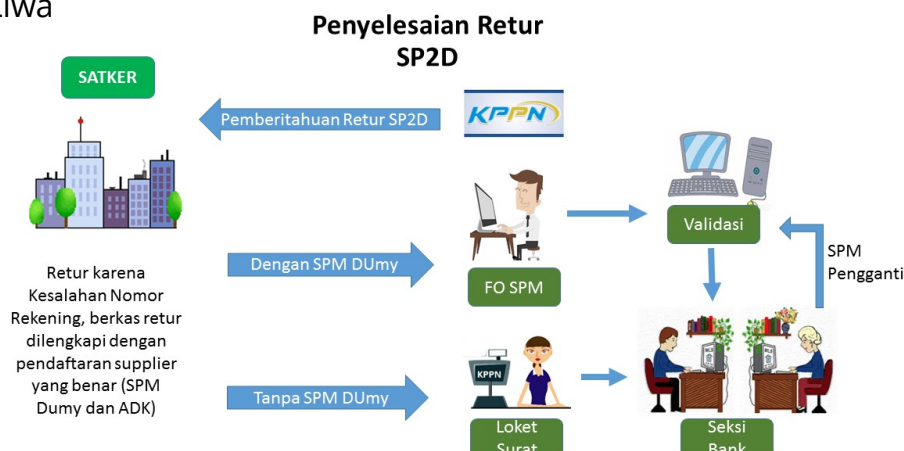 Penyelesaian Retur
SP2D
SATKER
Pemberitahuan Retur SP2D
KPPN
Validasi
SPM
Pengganti
Dengan SPM DUmy
FO SPM
Retur karena
Kesalahan Nomor
Rekening, berkas retur
dilengkapi dengan
pendaftaran supplier
yang benar (SPM
Dumy dan ADK)
KPPN
Tanpa SPM DUmy
Loket
Surat
Seksi
Bank